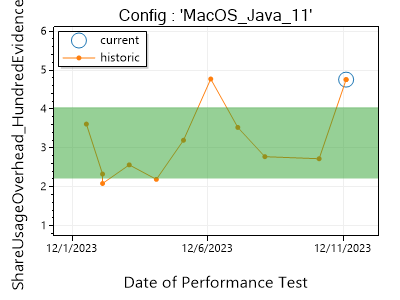 Config : 'MacOS_Java_11'
ShareUsageOverhead_HundredEvidence
current
historic
6
5
4
3
2
1
12/1/2023
12/6/2023
12/11/2023
Date of Performance Test